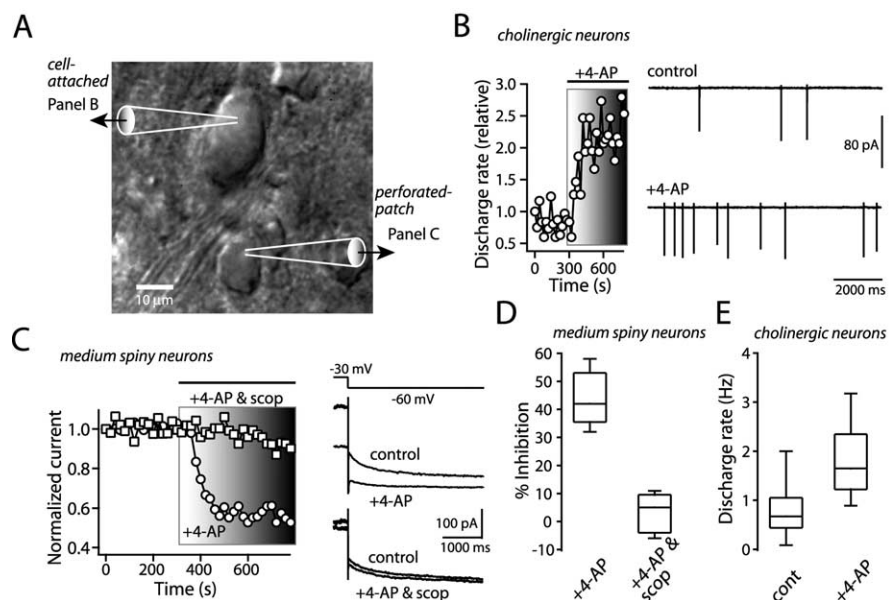 A
cell-
attached
Panel B
perforated-
patch
Panel C
10 μm
B
cholinergic neurons
+4-AP
Discharge rate (relative)
3.0
2.5
2.0
1.5
1.0
0.5
0 300 600
Time (s)
control
80 pA
+4-AP
2000 ms
C
medium spiny neurons
+4-AP & scop
Normalized current
1.0
0.8
0.6
0.4
+4-AP
0 200 400 600
Time (s)
-30 mV
-60 mV
control
+4-AP
100 pA
1000 ms
control
+4-AP & scop
D
medium spiny neurons
% Inhibition
60
50
40
30
20
10
0
-10
+4-AP
+4-AP &
scop
E
cholinergic neurons
Discharge rate (Hz)
4
3
2
1
0
cont
+4-AP